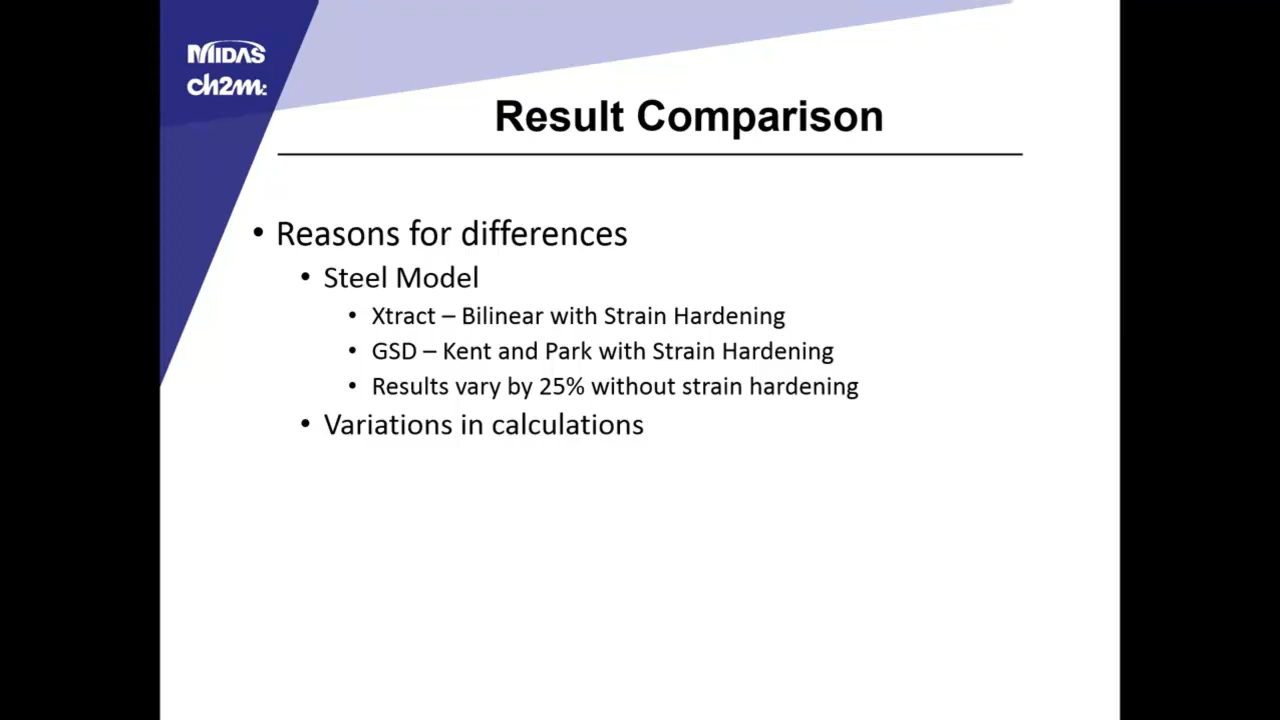 MIDAS
ch2m:
Result Comparison
• Reasons for differences
• Steel Model
• Xtract – Bilinear with Strain Hardening
• GSD – Kent and Park with Strain Hardening
• Results vary by 25% without strain hardening
• Variations in calculations